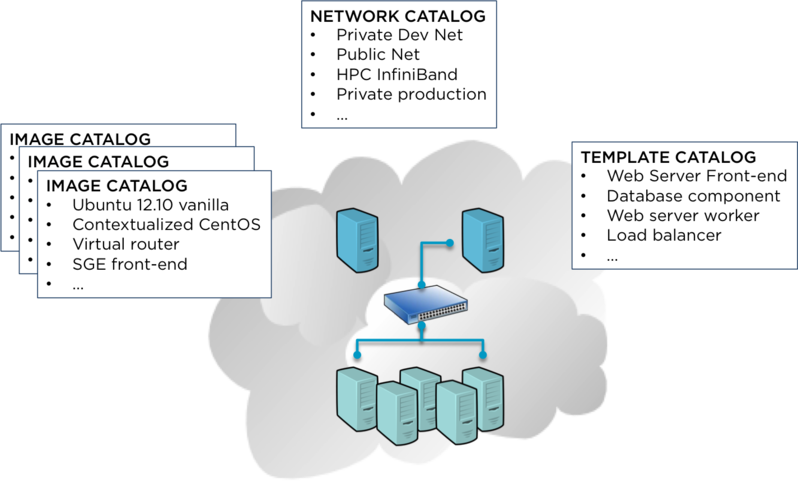 NETWORK CATALOG
• Private Dev Net
• Public Net
• HPC InfiniBand
• Private production
• ...
IMAGE CATALOG
IMAGE CATALOG
IMAGE CATALOG
• Ubuntu 12.10 vanilla
• Contextualized CentOS
• Virtual router
• SGE front-end
• ...
TEMPLATE CATALOG
• Web Server Front-end
• Database component
• Web server worker
• Load balancer
• ...